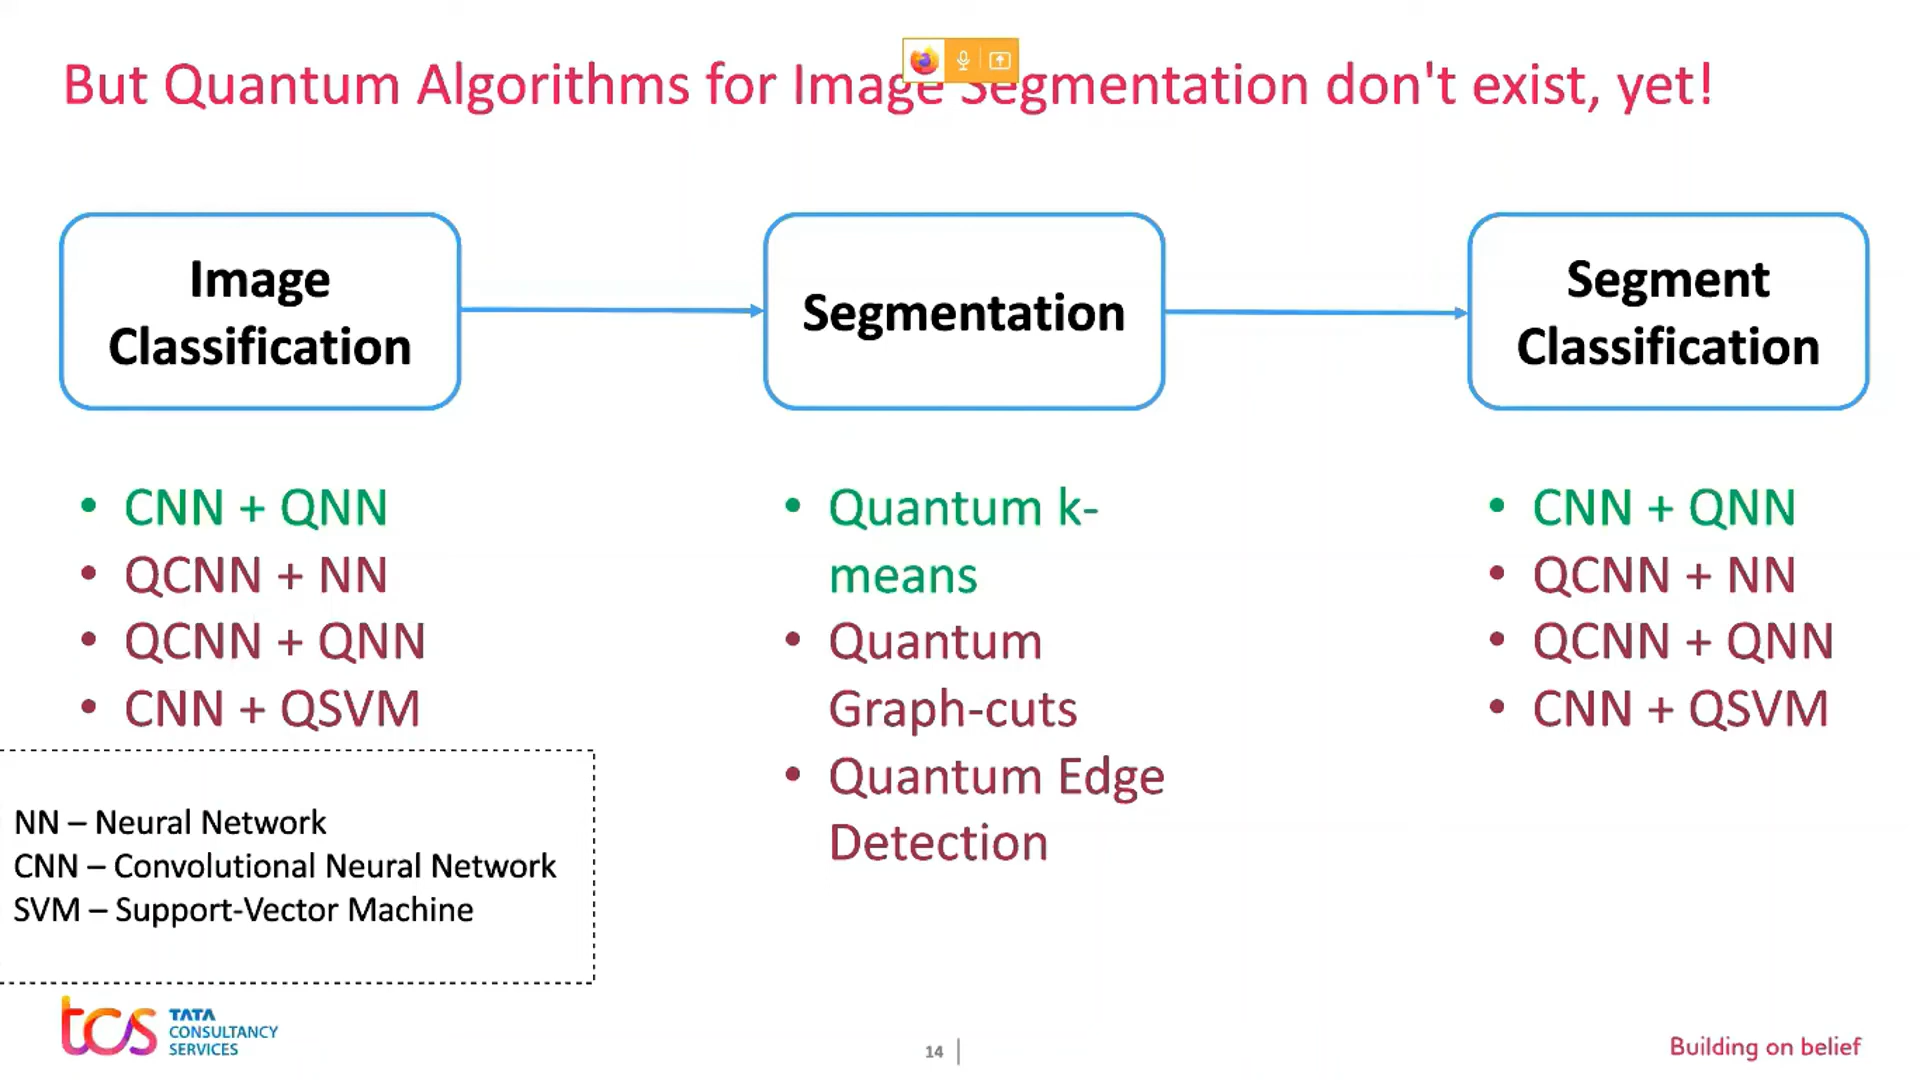 But Quantum Algorithms for Image Segmentation don't exist, yet!
Image
Classification
Segmentation
Segment
Classification
• CNN + QNN
• QCNN + NN
• QCNN + QNN
• CNN + QSVM
• Quantum k-
means
• Quantum
Graph-cuts
• Quantum Edge
Detection
• CNN + QNN
• QCNN + NN
• QCNN + QNN
• CNN + QSVM
NN – Neural Network
CNN – Convolutional Neural Network
SVM – Support-Vector Machine
tcs TATA
CONSULTANCY
SERVICES
14
Building on belief